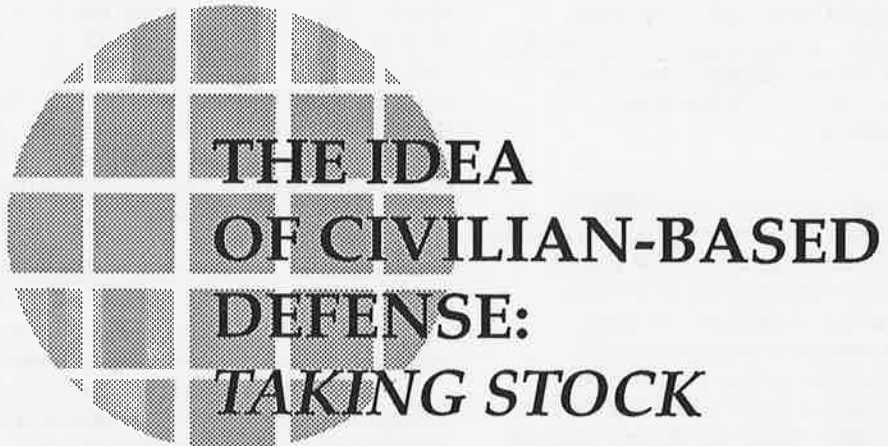 THE IDEA
OF CIVILIAN-BASED
DEFENSE:
TAKING STOCK